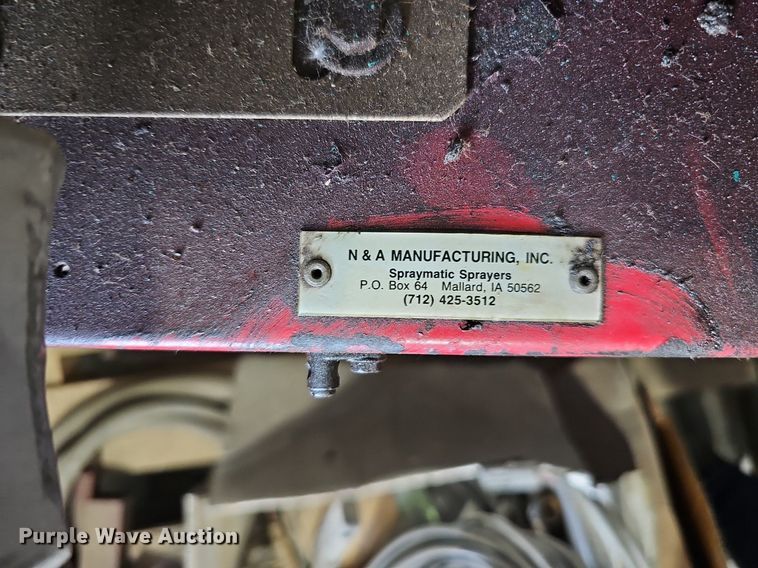 N & A MANUFACTURING, INC.
Spraymatic Sprayers
P.O. Box 64 Mallard, IA 50562
(712) 425-3512
Purple Wave Auction